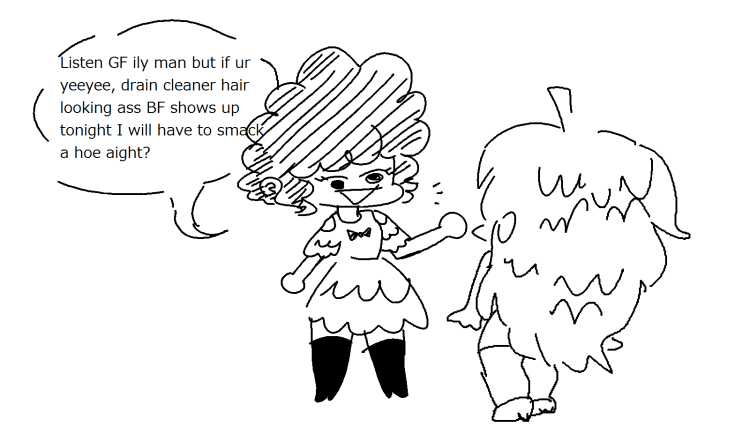 Listen GF ily man but if ur
yeeyee, drain cleaner hair
looking ass BF shows up
tonight I will have to smack
a hoe aight?